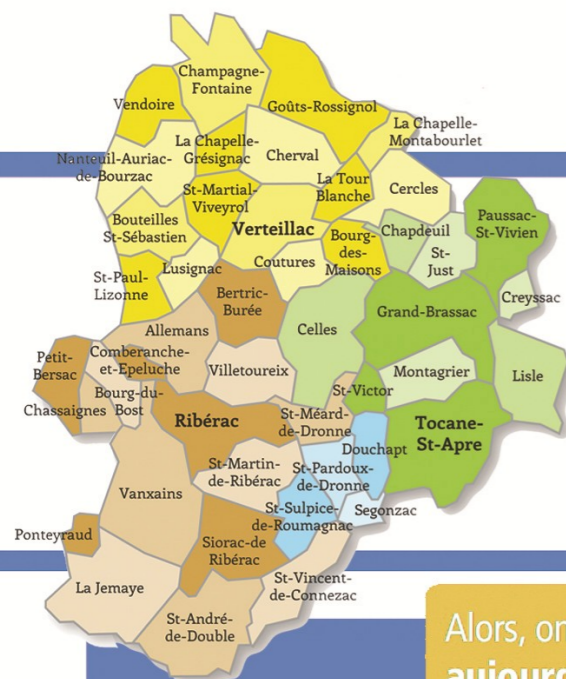 Champagne-
Fontaine
Vendoire
Goûts-Rossignol
La Chapelle-
Montabourlet
La Chapelle-
Grésignac
Cherval
Nanteuil-Auriac-
de-Bourzac
La Tour
Blanche
Cercles
St-Martial-
Viveyrol
Paussac-
St-Vivien
Bouteilles
St-Sébastien
Verteillac
Chapdeuil
Bourg-
des-
Maisons
St-
Just
Coutures
Lusignac
St-Paul-
Lizonne
Creyssac
Bertric-
Burée
Grand-Brassac
Allemans
Celles
Petit-
Bersac
Comberanche-
et-Epeluche
Villetoureix
Montagrier
Lisle
St-Victor
Bourg-du-
Bost
Chassaignes
Ribérac
St-Méard-
de-Dronne
Tocane-
St-Apre
Douchapt
St-Martin-
de-Ribérac
St-Pardoux-
de-Dronne
Vanxains
St-Sulpice-
de-Roumagnac
Segonzac
Ponteyraud
Siorac-de
Ribérac
La Jemaye
St-Vincent-
de-Connezac
St-André-
de-Double
Alors, on